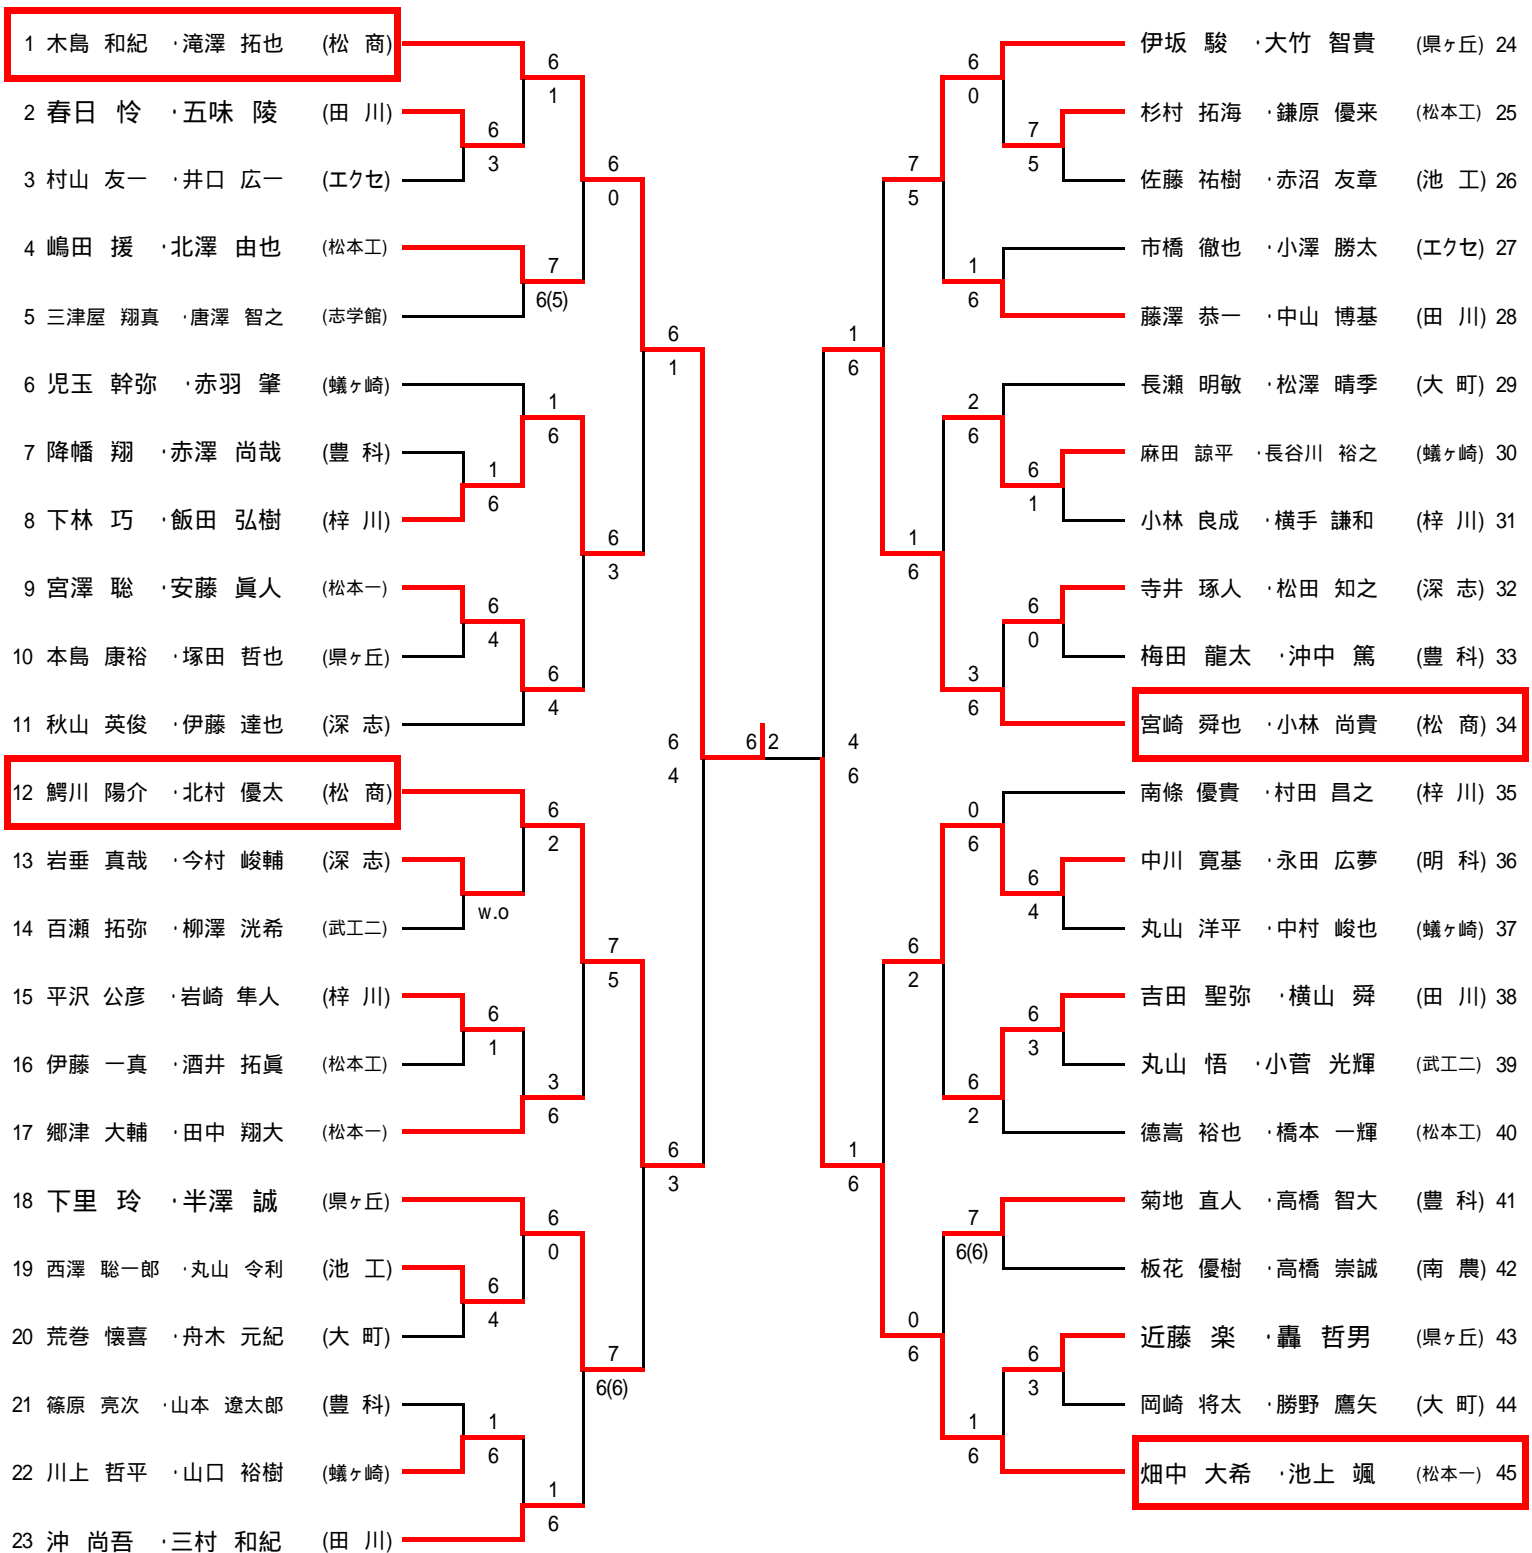 1 木島 和紀 ・滝澤 拓也 (松 商)
2 春日 怜 ・五味 陵 (田 川)
3 村山 友一 ・井口 広一 (エクセ)
4 嶋田 援 ・北澤 由也 (松本工)
5 三津屋 翔真 ・唐澤 智之 (志学館)
6 児玉 幹弥 ・赤羽 肇 (蟻ヶ崎)
7 降幡 翔 ・赤澤 尚哉 (豊 科)
8 下林 巧 ・飯田 弘樹 (梓 川)
9 宮澤 聡 ・安藤 眞人 (松本一)
10 本島 康裕 ・塚田 哲也 (県ヶ丘)
11 秋山 英俊 ・伊藤 達也 (深 志)
12 鰐川 陽介 ・北村 優太 (松 商)
13 岩垂 真哉 ・今村 峻輔 (深 志)
14 百瀬 拓弥 ・柳澤 洸希 (武工二)
15 平沢 公彦 ・岩崎 隼人 (梓 川)
16 伊藤 一真 ・酒井 拓眞 (松本工)
17 郷津 大輔 ・田中 翔大 (松本一)
18 下里 玲 ・半澤 誠 (県ヶ丘)
19 西澤 聡一郎 ・丸山 令利 (池 工)
20 荒巻 懐喜 ・舟木 元紀 (大 町)
21 篠原 亮次 ・山本 遼太郎 (豊 科)
22 川上 哲平 ・山口 裕樹 (蟻ヶ崎)
23 沖 尚吾 ・三村 和紀 (田 川)
6
3
1
6
6
4
w.o
6
1
6
4
1
6
6
1
7
6(5)
1
6
6
4
6
2
3
6
6
0
1
6
6
0
6
3
7
5
7
6(6)
6
1
6
3
6
4
6 2
4
6
1
6
1
6
7
5
1
6
6
2
0
6
6
0
1
6
2
6
3
6
0
6
6
2
7
6(6)
1
6
7
5
6
1
6
0
6
4
6
3
6
3
伊坂 駿 ・大竹 智貴 (県ヶ丘) 24
杉村 拓海 ・鎌原 優来 (松本工) 25
佐藤 祐樹 ・赤沼 友章 (池 工) 26
市橋 徹也 ・小澤 勝太 (エクセ) 27
藤澤 恭一 ・中山 博基 (田 川) 28
長瀬 明敏 ・松澤 晴季 (大 町) 29
麻田 諒平 ・長谷川 裕之 (蟻ヶ崎) 30
小林 良成 ・横手 謙和 (梓 川) 31
寺井 琢人 ・松田 知之 (深 志) 32
梅田 龍太 ・沖中 篤 (豊 科) 33
宮崎 舜也 ・小林 尚貴 (松 商) 34
南條 優貴 ・村田 昌之 (梓 川) 35
中川 寛基 ・永田 広夢 (明 科) 36
丸山 洋平 ・中村 峻也 (蟻ヶ崎) 37
吉田 聖弥 ・横山 舜 (田 川) 38
丸山 悟 ・小菅 光輝 (武工二) 39
德嵩 裕也 ・橋本 一輝 (松本工) 40
菊地 直人 ・高橋 智大 (豊 科) 41
板花 優樹 ・高橋 崇誠 (南 農) 42
近藤 楽 ・轟 哲男 (県ヶ丘) 43
岡崎 将太 ・勝野 鷹矢 (大 町) 44
畑中 大希 ・池上 颯 (松本一) 45